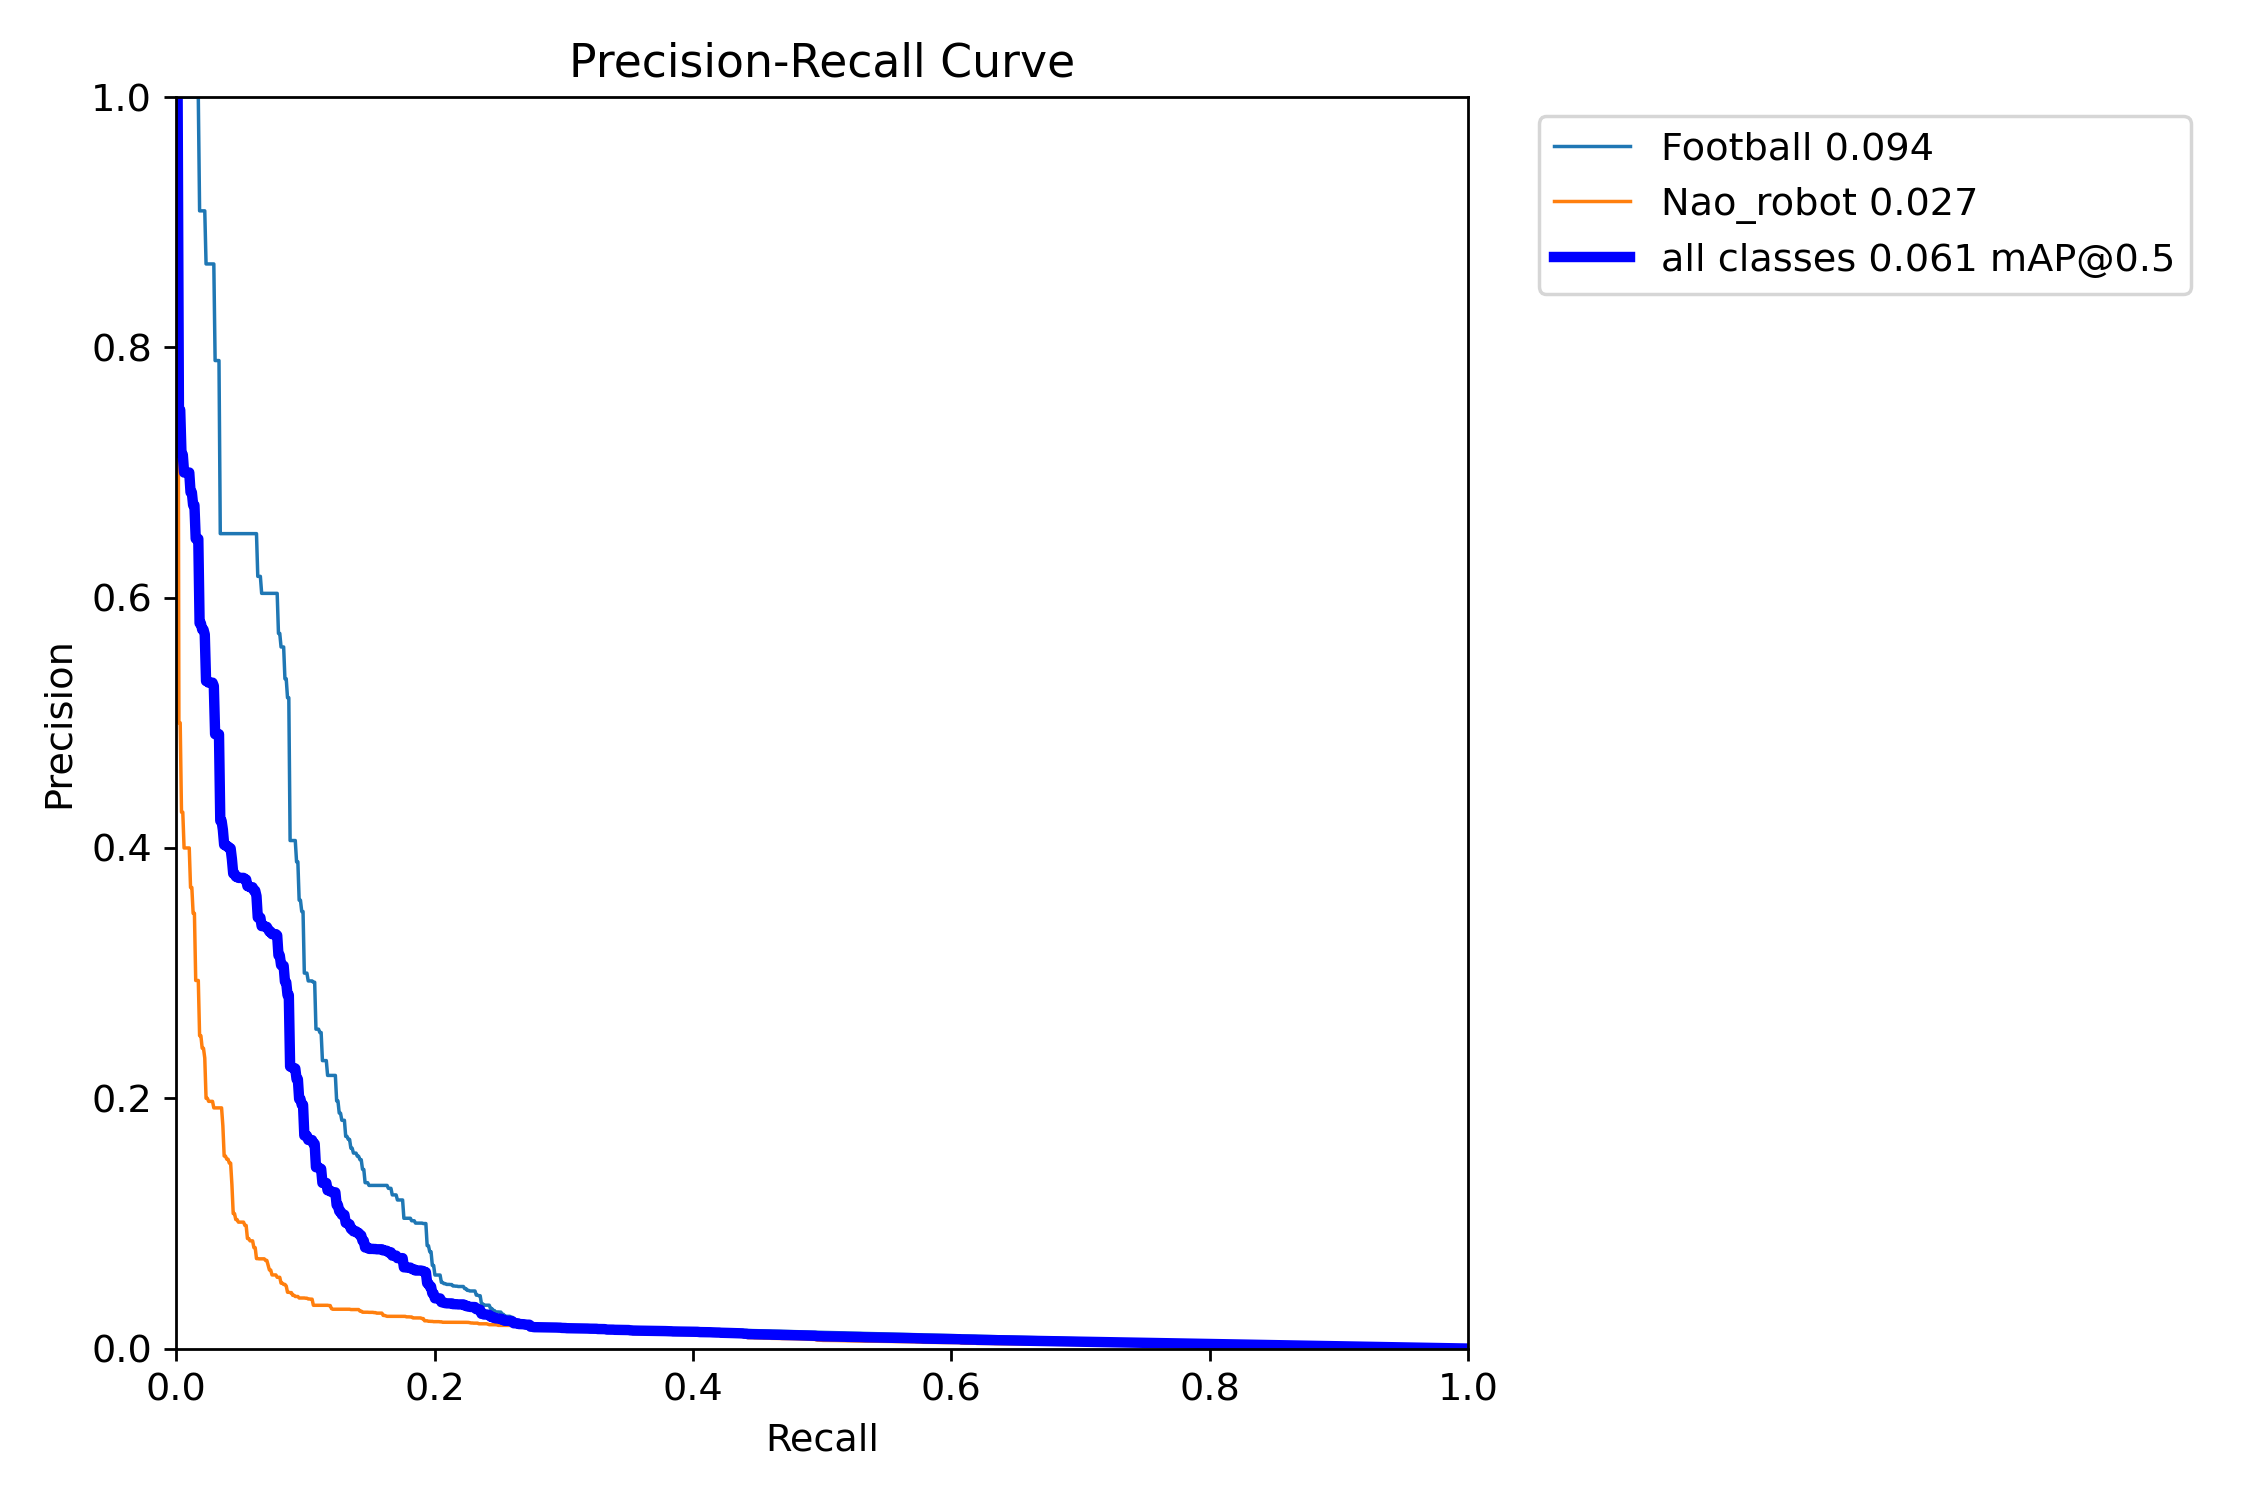 Precision-Recall Curve
1.0
0.8
0.6
0.4
0.2
0.0
Precision
0.0 0.2 0.4 0.6 0.8 1.0
Recall
Football 0.094
Nao_robot 0.027
all classes 0.061 mAP@0.5